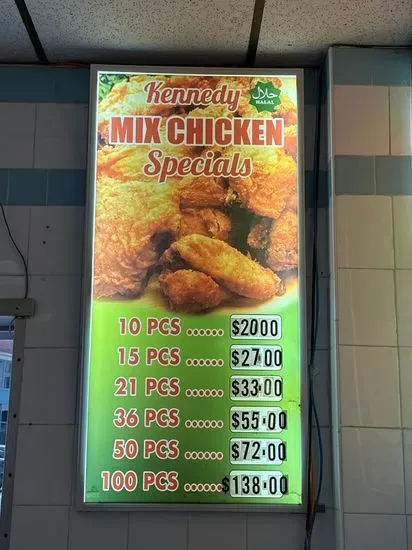 Kennedy
حلال
HALAL
MIX CHICKEN
Specials
10 PCS ...... $2000
15 PCS ...... $27.00
21 PCS ...... $33.00
36 PCS ...... $55.00
50 PCS ...... $72.00
100 PCS ...... $138.00